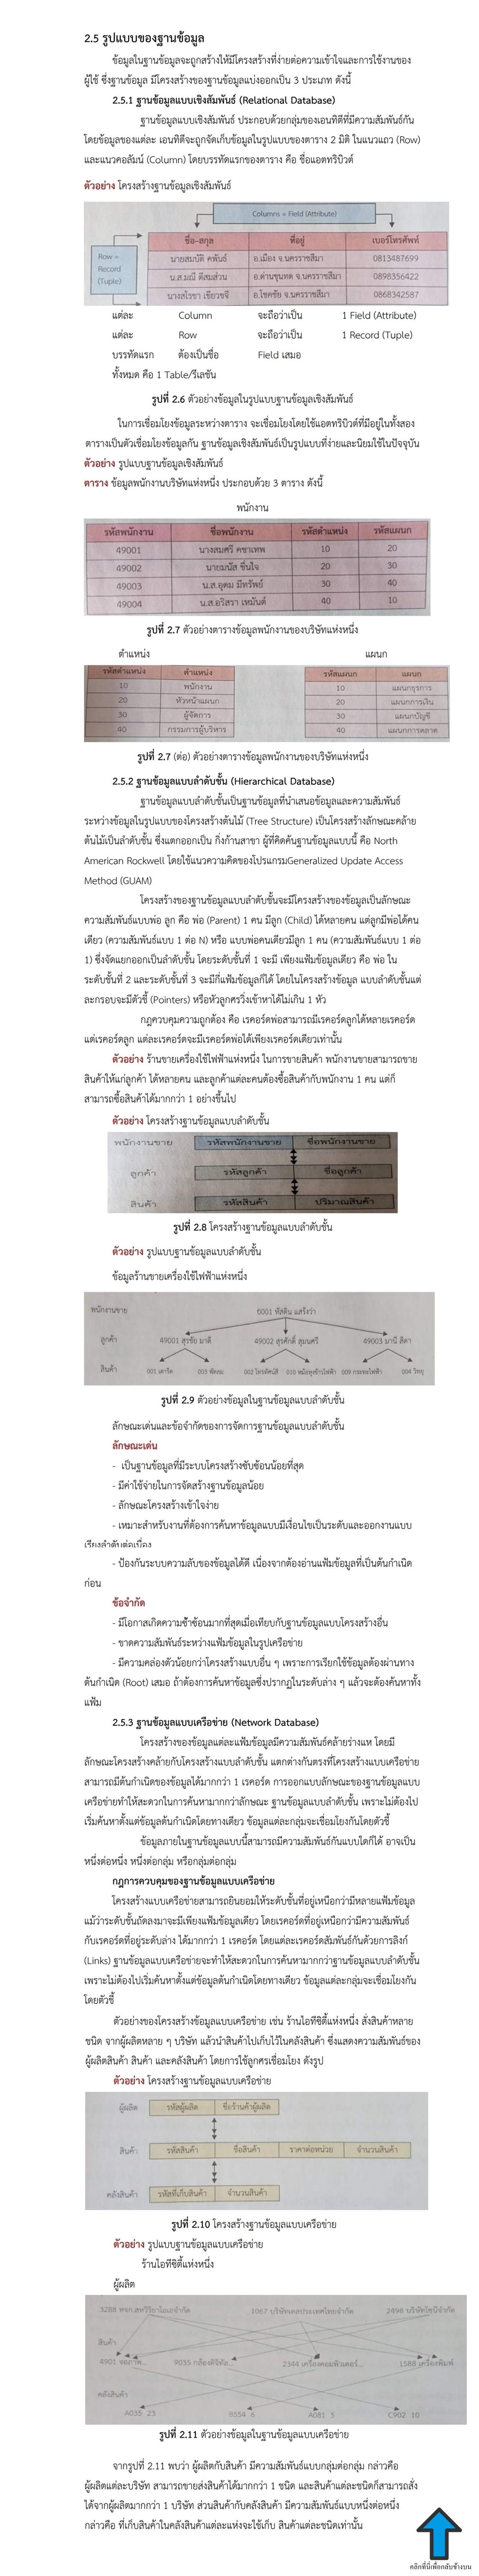 2.5 รูปแบบของฐานข้อมูล
ข้อมูลในฐานข้อมูลจะถูกสร้างให้มีโครงสร้างที่ง่ายต่อความเข้าใจและการใช้งานของ
ผู้ใช้ ซึ่งฐานข้อมูล มีโครงสร้างของฐานข้อมูลแบ่งออกเป็น 3 ประเภท ดังนี้
2.5.1 ฐานข้อมูลแบบเชิงสัมพันธ์ (Relational Database)
ฐานข้อมูลแบบเชิงสัมพันธ์ ประกอบด้วยกลุ่มของเอนทิตีที่มีความสัมพันธ์กัน
โดยข้อมูลของแต่ละ เอนทิตีจะถูกจัดเก็บข้อมูลในรูปแบบของตาราง 2 มิติ ในแนวแถว (Row)
และแนวคอลัมน์ (Column) โดยบรรทัดแรกของตาราง คือ ชื่อแอตทริบิวต์
ตัวอย่าง โครงสร้างฐานข้อมูลเชิงสัมพันธ์
Columns = Field (Attribute)
Row = Record (Tuple)
ชื่อ-สกุล ที่อยู่ เบอร์โทรศัพท์
นายสมบัติ คพันธ์ อ.เมือง จ.นครราชสีมา 0813487699
น.ส.มณี ดีสมส่วน อ.ด่านขุนทด จ.นครราชสีมา 0898356422
นางสโรชา เขียวขจี อ.โชคชัย จ.นครราชสีมา 0868342587
แต่ละ Column จะถือว่าเป็น 1 Field (Attribute)
แต่ละ Row จะถือว่าเป็น 1 Record (Tuple)
บรรทัดแรก ต้องเป็นชื่อ Field เสมอ
ทั้งหมด คือ 1 Table/รีเลชัน
รูปที่ 2.6 ตัวอย่างข้อมูลในรูปแบบฐานข้อมูลเชิงสัมพันธ์
ในการเชื่อมโยงข้อมูลระหว่างตาราง จะเชื่อมโยงโดยใช้แอตทริบิวต์ที่มีอยู่ในทั้งสอง
ตารางเป็นตัวเชื่อมโยงข้อมูลกัน ฐานข้อมูลเชิงสัมพันธ์เป็นรูปแบบที่ง่ายและนิยมใช้ในปัจจุบัน
ตัวอย่าง รูปแบบฐานข้อมูลเชิงสัมพันธ์
ตาราง ข้อมูลพนักงานบริษัทแห่งหนึ่ง ประกอบด้วย 3 ตาราง ดังนี้
พนักงาน
รหัสพนักงาน ชื่อพนักงาน รหัสตำแหน่ง รหัสแผนก
49001 นางสมศรี คชาเทพ 10 20
49002 นายมนัส ชื่นใจ 20 30
49003 น.ส.อุดม มีทรัพย์ 30 40
49004 น.ส.อริสรา เหมันต์ 40 10
รูปที่ 2.7 ตัวอย่างตารางข้อมูลพนักงานของบริษัทแห่งหนึ่ง
ตำแหน่ง แผนก
รหัสตำแหน่ง ตำแหน่ง รหัสแผนก แผนก
10 พนักงาน 10 แผนกธุรการ
20 หัวหน้าแผนก 20 แผนกการเงิน
30 ผู้จัดการ 30 แผนกบัญชี
40 กรรมการผู้บริหาร 40 แผนกการตลาด
รูปที่ 2.7 (ต่อ) ตัวอย่างตารางข้อมูลพนักงานของบริษัทแห่งหนึ่ง
2.5.2 ฐานข้อมูลแบบลำดับชั้น (Hierarchical Database)
ฐานข้อมูลแบบลำดับชั้นเป็นฐานข้อมูลที่นำเสนอข้อมูลและความสัมพันธ์
ระหว่างข้อมูลในรูปแบบของโครงสร้างต้นไม้ (Tree Structure) เป็นโครงสร้างลักษณะคล้าย
ต้นไม้เป็นลำดับชั้น ซึ่งแตกออกเป็น กิ่งก้านสาขา ผู้ที่คิดค้นฐานข้อมูลแบบนี้ คือ North
American Rockwell โดยใช้แนวความคิดของโปรแกรมGeneralized Update Access
Method (GUAM)
โครงสร้างของฐานข้อมูลแบบลำดับชั้นจะมีโครงสร้างของข้อมูลเป็นลักษณะ
ความสัมพันธ์แบบพ่อ ลูก คือ พ่อ (Parent) 1 คน มีลูก (Child) ได้หลายคน แต่ลูกมีพ่อได้คน
เดียว (ความสัมพันธ์แบบ 1 ต่อ N) หรือ แบบพ่อคนเดียวมีลูก 1 คน (ความสัมพันธ์แบบ 1 ต่อ
1) ซึ่งจัดแยกออกเป็นลำดับชั้น โดยระดับชั้นที่ 1 จะมี เพียงแฟ้มข้อมูลเดียว คือ พ่อ ใน
ระดับชั้นที่ 2 และระดับชั้นที่ 3 จะมีกี่แฟ้มข้อมูลก็ได้ โดยในโครงสร้างข้อมูล แบบลำดับชั้นแต่
ละกรอบจะมีตัวชี้ (Pointers) หรือหัวลูกศรวิ่งเข้าหาได้ไม่เกิน 1 หัว
กฎควบคุมความถูกต้อง คือ เรคอร์ดพ่อสามารถมีเรคอร์ดลูกได้หลายเรคอร์ด
แต่เรคอร์ดลูก แต่ละเรคอร์ดจะมีเรคอร์ดพ่อได้เพียงเรคอร์ดเดียวเท่านั้น
ตัวอย่าง ร้านขายเครื่องใช้ไฟฟ้าแห่งหนึ่ง ในการขายสินค้า พนักงานขายสามารถขาย
สินค้าให้แก่ลูกค้า ได้หลายคน และลูกค้าแต่ละคนต้องซื้อสินค้ากับพนักงาน 1 คน แต่ก็
สามารถซื้อสินค้าได้มากกว่า 1 อย่างขึ้นไป
ตัวอย่าง โครงสร้างฐานข้อมูลแบบลำดับชั้น
พนักงานขาย รหัสพนักงานขาย ชื่อพนักงานขาย
ลูกค้า รหัสลูกค้า ชื่อลูกค้า
สินค้า รหัสสินค้า ปริมาณสินค้า
รูปที่ 2.8 โครงสร้างฐานข้อมูลแบบลำดับชั้น
ตัวอย่าง รูปแบบฐานข้อมูลแบบลำดับชั้น
ข้อมูลร้านขายเครื่องใช้ไฟฟ้าแห่งหนึ่ง
พนักงานขาย 6001 หัสดิน แสร้งว่า
ลูกค้า 49001 สุรชัย มาดี 49002 สุรศักดิ์ สุมนศรี 49003 มานี สีดา
สินค้า 001 เตารีด 003 พัดลม 002 โทรทัศน์สี 010 หม้อหุงข้าวไฟฟ้า 009 กระทะไฟฟ้า 004 วิทยุ
รูปที่ 2.9 ตัวอย่างข้อมูลในฐานข้อมูลแบบลำดับชั้น
ลักษณะเด่นและข้อจำกัดของการจัดการฐานข้อมูลแบบลำดับชั้น
ลักษณะเด่น
- เป็นฐานข้อมูลที่มีระบบโครงสร้างซับซ้อนน้อยที่สุด
- มีค่าใช้จ่ายในการจัดสร้างฐานข้อมูลน้อย
- ลักษณะโครงสร้างเข้าใจง่าย
- เหมาะสำหรับงานที่ต้องการค้นหาข้อมูลแบบมีเงื่อนไขเป็นระดับและออกงานแบบ
เรียงลำดับต่อเนื่อง
- ป้องกันระบบความลับของข้อมูลได้ดี เนื่องจากต้องอ่านแฟ้มข้อมูลที่เป็นต้นกำเนิด
ก่อน
ข้อจำกัด
- มีโอกาสเกิดความซ้ำซ้อนมากที่สุดเมื่อเทียบกับฐานข้อมูลแบบโครงสร้างอื่น
- ขาดความสัมพันธ์ระหว่างแฟ้มข้อมูลในรูปเครือข่าย
- มีความคล่องตัวน้อยกว่าโครงสร้างแบบอื่น ๆ เพราะการเรียกใช้ข้อมูลต้องผ่านทาง
ต้นกำเนิด (Root) เสมอ ถ้าต้องการค้นหาข้อมูลซึ่งปรากฏในระดับล่าง ๆ แล้วจะต้องค้นหาทั้ง
แฟ้ม
2.5.3 ฐานข้อมูลแบบเครือข่าย (Network Database)
โครงสร้างของข้อมูลแต่ละแฟ้มข้อมูลมีความสัมพันธ์คล้ายร่างแห โดยมี
ลักษณะโครงสร้างคล้ายกับโครงสร้างแบบลำดับชั้น แตกต่างกันตรงที่โครงสร้างแบบเครือข่าย
สามารถมีต้นกำเนิดของข้อมูลได้มากกว่า 1 เรคอร์ด การออกแบบลักษณะของฐานข้อมูลแบบ
เครือข่ายทำให้สะดวกในการค้นหามากกว่าลักษณะ ฐานข้อมูลแบบลำดับชั้น เพราะไม่ต้องไป
เริ่มค้นหาตั้งแต่ข้อมูลต้นกำเนิดโดยทางเดียว ข้อมูลแต่ละกลุ่มจะเชื่อมโยงกันโดยตัวชี้
ข้อมูลภายในฐานข้อมูลแบบนี้สามารถมีความสัมพันธ์กันแบบใดก็ได้ อาจเป็น
หนึ่งต่อหนึ่ง หนึ่งต่อกลุ่ม หรือกลุ่มต่อกลุ่ม
กฎการควบคุมของฐานข้อมูลแบบเครือข่าย
โครงสร้างแบบเครือข่ายสามารถยินยอมให้ระดับชั้นที่อยู่เหนือกว่ามีหลายแฟ้มข้อมูล
แม้ว่าระดับชั้นถัดลงมาจะมีเพียงแฟ้มข้อมูลเดียว โดยเรคอร์ดที่อยู่เหนือกว่ามีความสัมพันธ์
กับเรคอร์ดที่อยู่ระดับล่าง ได้มากกว่า 1 เรคอร์ด โดยแต่ละเรคอร์ดสัมพันธ์กันด้วยการลิงก์
(Links) ฐานข้อมูลแบบเครือข่ายจะทำให้สะดวกในการค้นหามากกว่าฐานข้อมูลแบบลำดับชั้น
เพราะไม่ต้องไปเริ่มค้นหาตั้งแต่ข้อมูลต้นกำเนิดโดยทางเดียว ข้อมูลแต่ละกลุ่มจะเชื่อมโยงกัน
โดยตัวชี้
ตัวอย่างของโครงสร้างข้อมูลแบบเครือข่าย เช่น ร้านไอทีซิตี้แห่งหนึ่ง สั่งสินค้าหลาย
ชนิด จากผู้ผลิตหลาย ๆ บริษัท แล้วนำสินค้าไปเก็บไว้ในคลังสินค้า ซึ่งแสดงความสัมพันธ์ของ
ผู้ผลิตสินค้า สินค้า และคลังสินค้า โดยการใช้ลูกศรเชื่อมโยง ดังรูป
ตัวอย่าง โครงสร้างฐานข้อมูลแบบเครือข่าย
ผู้ผลิต รหัสผู้ผลิต ชื่อร้านค้าผู้ผลิต
สินค้า รหัสสินค้า ชื่อสินค้า ราคาต่อหน่วย จำนวนสินค้า
คลังสินค้า รหัสที่เก็บสินค้า จำนวนสินค้า
รูปที่ 2.10 โครงสร้างฐานข้อมูลแบบเครือข่าย
ตัวอย่าง รูปแบบฐานข้อมูลแบบเครือข่าย
ร้านไอทีซิตี้แห่งหนึ่ง
ผู้ผลิต
3288 หจก.สหวิริยาโอเอจำกัด 1067 บริษัทเดลประเทศไทยจำกัด 2498 บริษัทโซนี่จำกัด
สินค้า
4901 จอภาพ... 9035 กล้องดิจิทัล... 2344 เครื่องคอมพิวเตอร์... 1588 เครื่องพิมพ์
คลังสินค้า
A035 23 B554 6 A081 5 C902 10
รูปที่ 2.11 ตัวอย่างข้อมูลในฐานข้อมูลแบบเครือข่าย
จากรูปที่ 2.11 พบว่า ผู้ผลิตกับสินค้า มีความสัมพันธ์แบบกลุ่มต่อกลุ่ม กล่าวคือ
ผู้ผลิตแต่ละบริษัท สามารถขายส่งสินค้าได้มากกว่า 1 ชนิด และสินค้าแต่ละชนิดก็สามารถสั่ง
ได้จากผู้ผลิตมากกว่า 1 บริษัท ส่วนสินค้ากับคลังสินค้า มีความสัมพันธ์แบบหนึ่งต่อหนึ่ง
กล่าวคือ ที่เก็บสินค้าในคลังสินค้าแต่ละแห่งจะใช้เก็บ สินค้าแต่ละชนิดเท่านั้น
คลิกที่นี่เพื่อกลับข้างบน